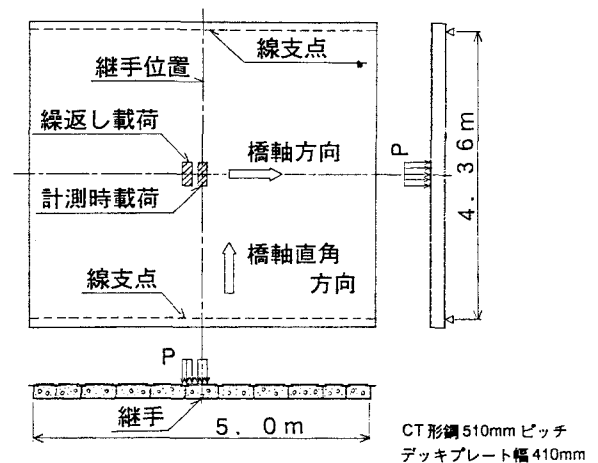 線支点
継手位置
繰返し載荷
橋軸方向
計測時載荷
橋軸直角
方向
線支点
P
4.36m
P
継手
5.0m
CT形鋼510mmピッチ
デッキプレート幅410mm